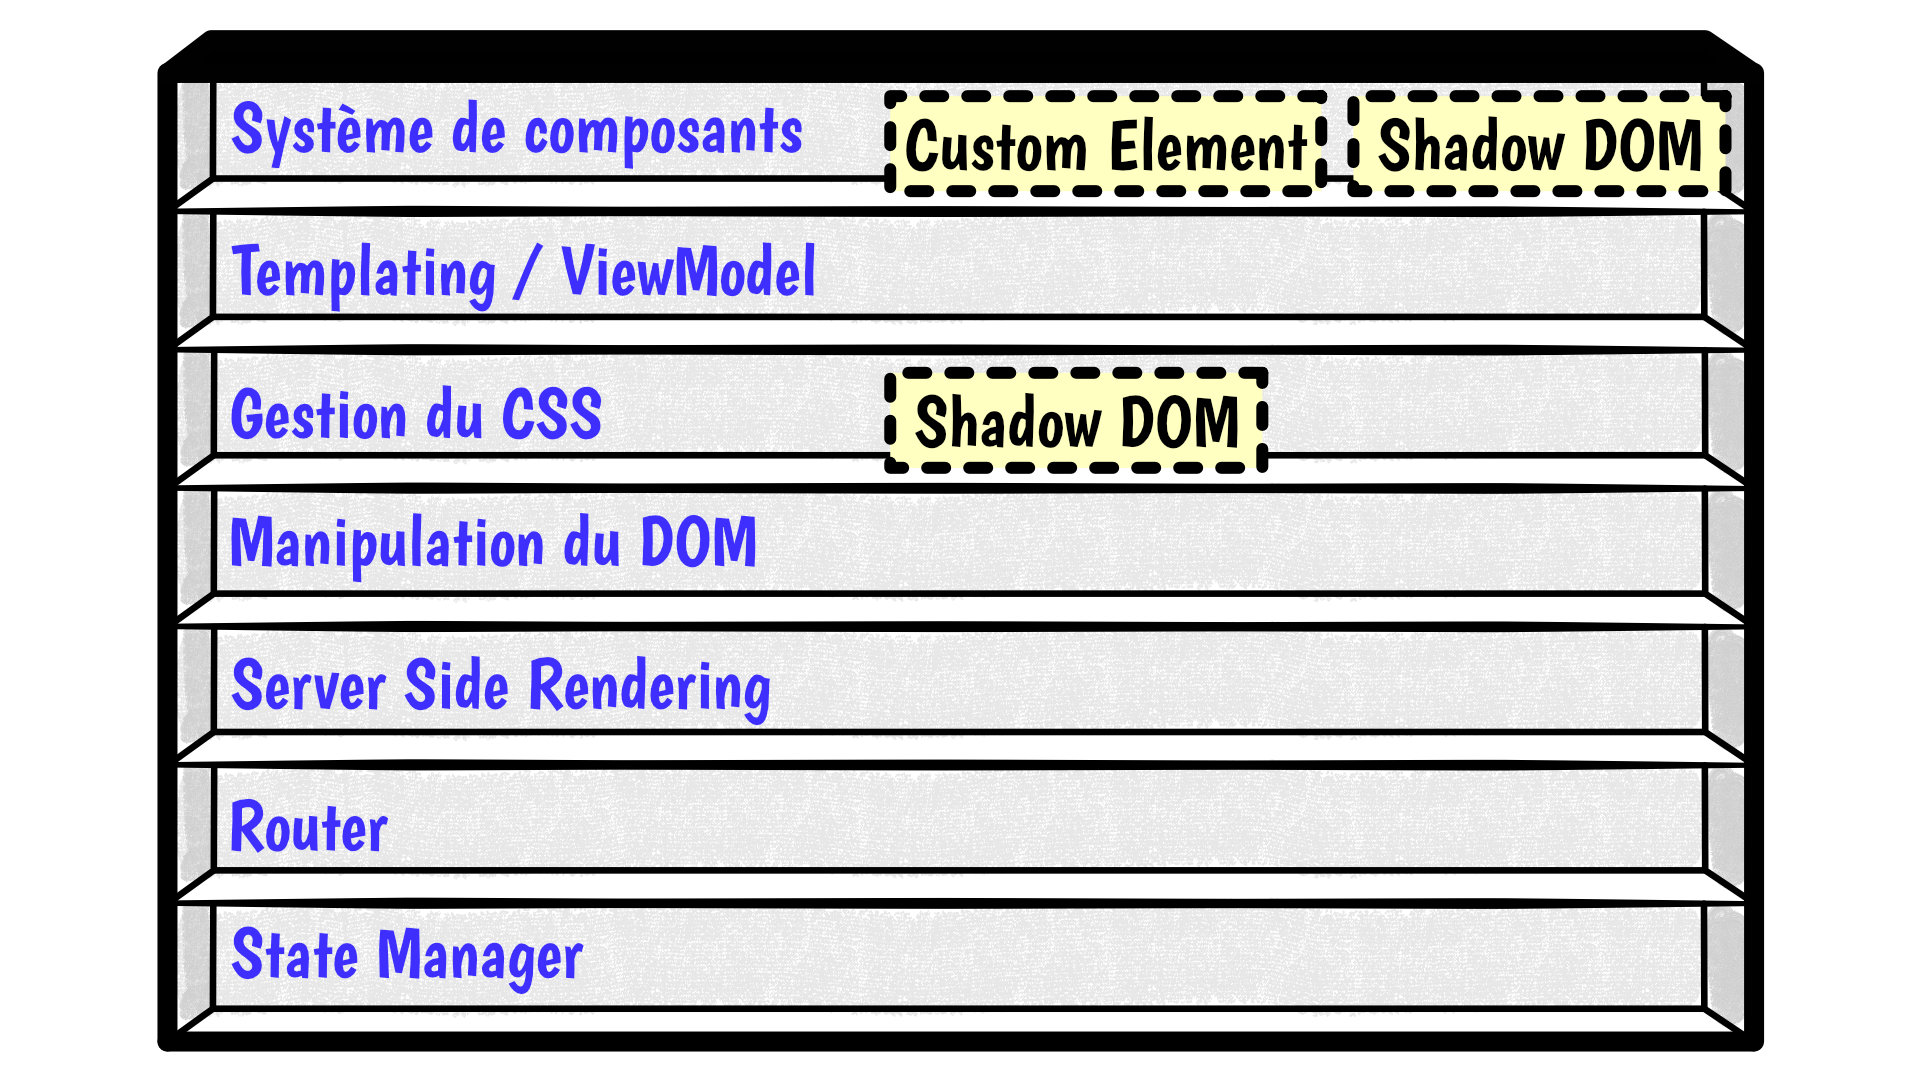 Système de composants
Custom Element
Shadow DOM
Templating / ViewModel
Gestion du CSS
Shadow DOM
Manipulation du DOM
Server Side Rendering
Router
State Manager